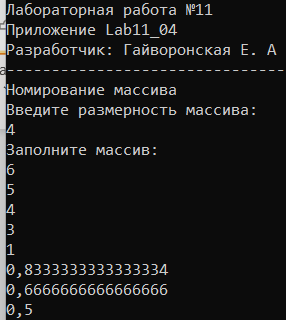 Лабораторная работа №11
Приложение Lab11_04
Разработчик: Гайворонская Е. А
-----------------------------------
Номирование массива
Введите размерность массива:
4
Заполните массив:
6
5
4
3
1
0,8333333333333334
0,6666666666666666
0,5